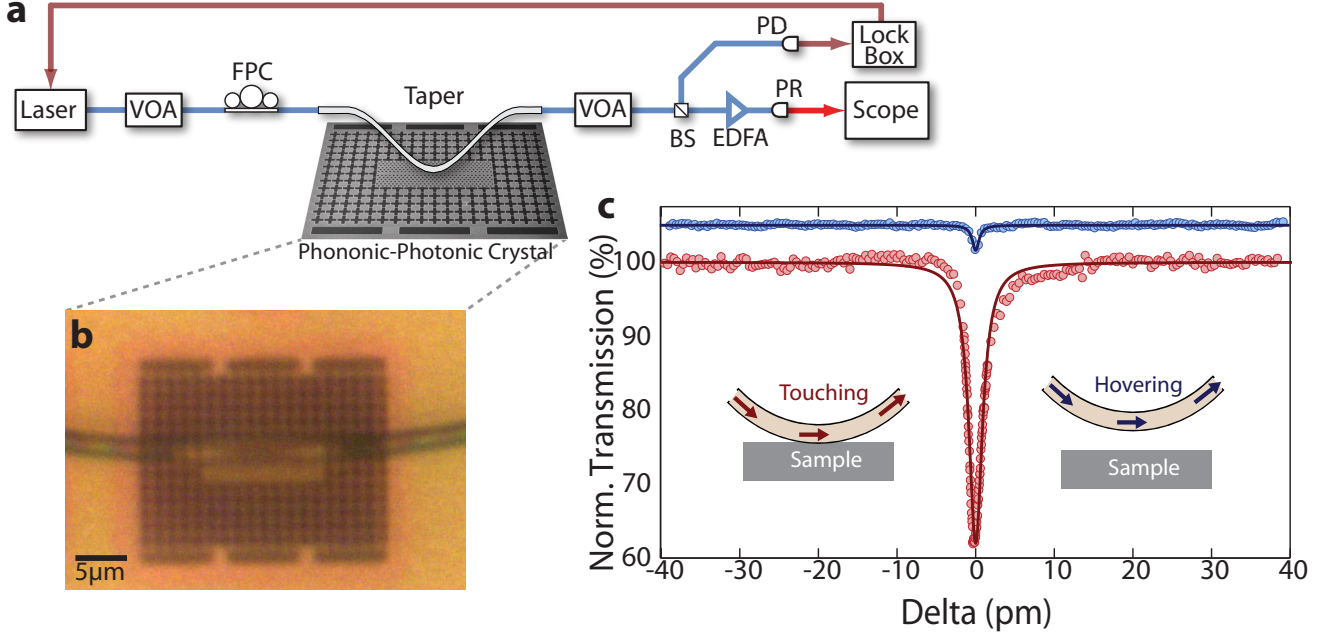 a
Laser
VOA
FPC
Taper
VOA
BS
EDFA
PD
PR
Lock
Box
Scope
Phononic-Photonic Crystal
b
5μm
c
Norm. Transmission (%)
100
90
80
70
60
Touching
Sample
Hovering
Sample
-40
-30
-20
-10
0
10
20
30
40
Delta (pm)